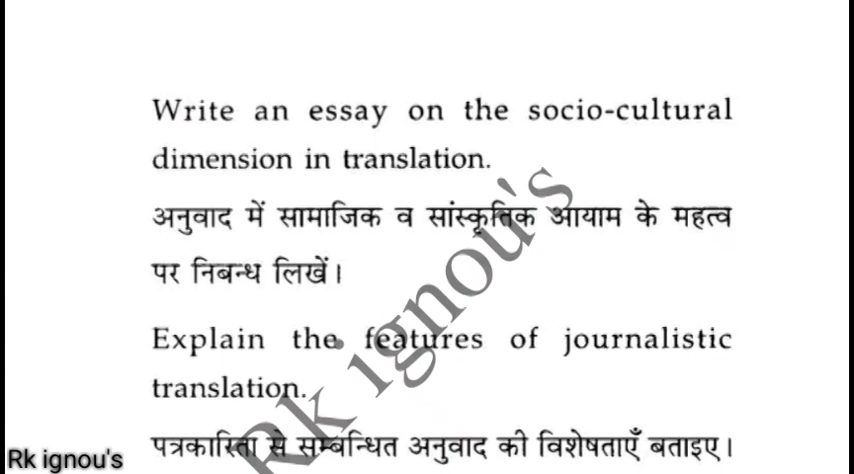 Write an essay on the socio-cultural
dimension in translation.
अनुवाद में सामाजिक व सांस्कृतिक आयाम के महत्व
पर निबन्ध लिखें।
Explain the features of journalistic
translation.
पत्रकारिता से सम्बन्धित अनुवाद की विशेषताएँ बताइए।
Rk ignou's
Rk ignou's